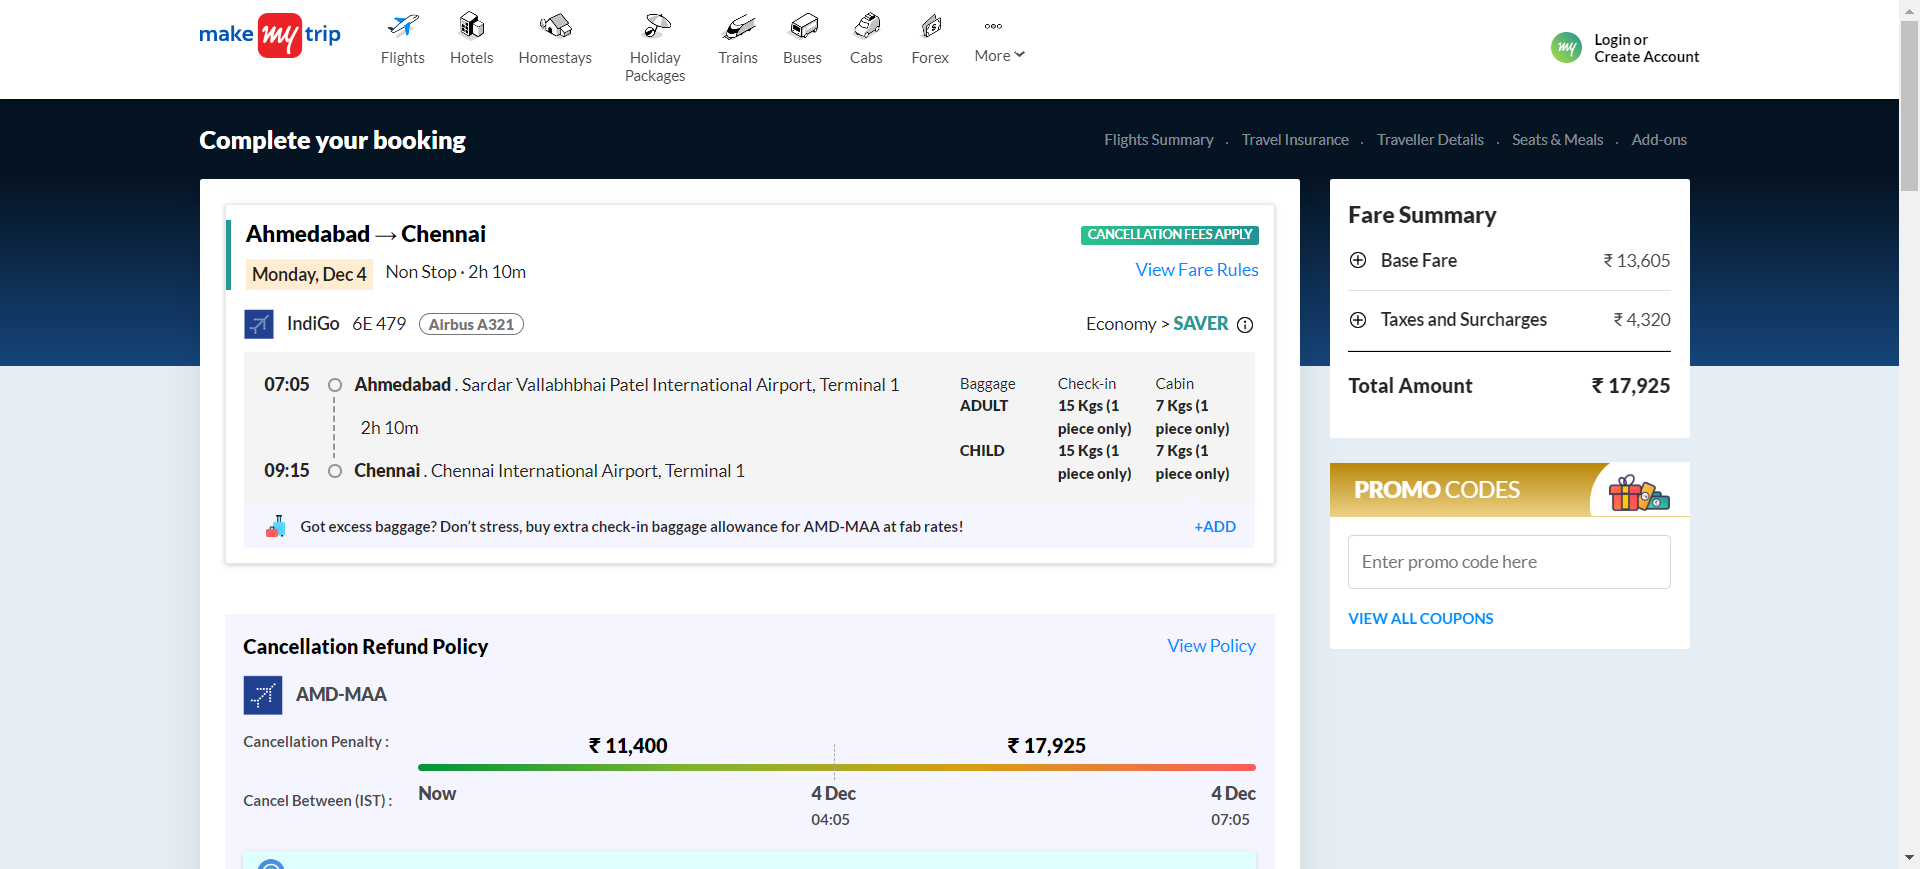 make my trip
Flights
Hotels
Homestays
Holiday Packages
Trains
Buses
Cabs
Forex
More
my
Login or
Create Account
Complete your booking
Flights Summary . Travel Insurance . Traveller Details . Seats & Meals . Add-ons
Ahmedabad → Chennai
CANCELLATION FEES APPLY
Monday, Dec 4 Non Stop · 2h 10m
View Fare Rules
IndiGo 6E 479 Airbus A321
Economy > SAVER
07:05 Ahmedabad . Sardar Vallabhbhai Patel International Airport, Terminal 1
2h 10m
09:15 Chennai . Chennai International Airport, Terminal 1
Baggage Check-in Cabin
ADULT 15 Kgs (1 piece only) 7 Kgs (1 piece only)
CHILD 15 Kgs (1 piece only) 7 Kgs (1 piece only)
Got excess baggage? Don’t stress, buy extra check-in baggage allowance for AMD-MAA at fab rates!
+ADD
Cancellation Refund Policy
View Policy
AMD-MAA
Cancellation Penalty :
₹ 11,400 ₹ 17,925
Cancel Between (IST) :
Now 4 Dec 4 Dec
04:05 07:05
Fare Summary
Base Fare ₹ 13,605
Taxes and Surcharges ₹ 4,320
Total Amount ₹ 17,925
PROMO CODES
Enter promo code here
VIEW ALL COUPONS